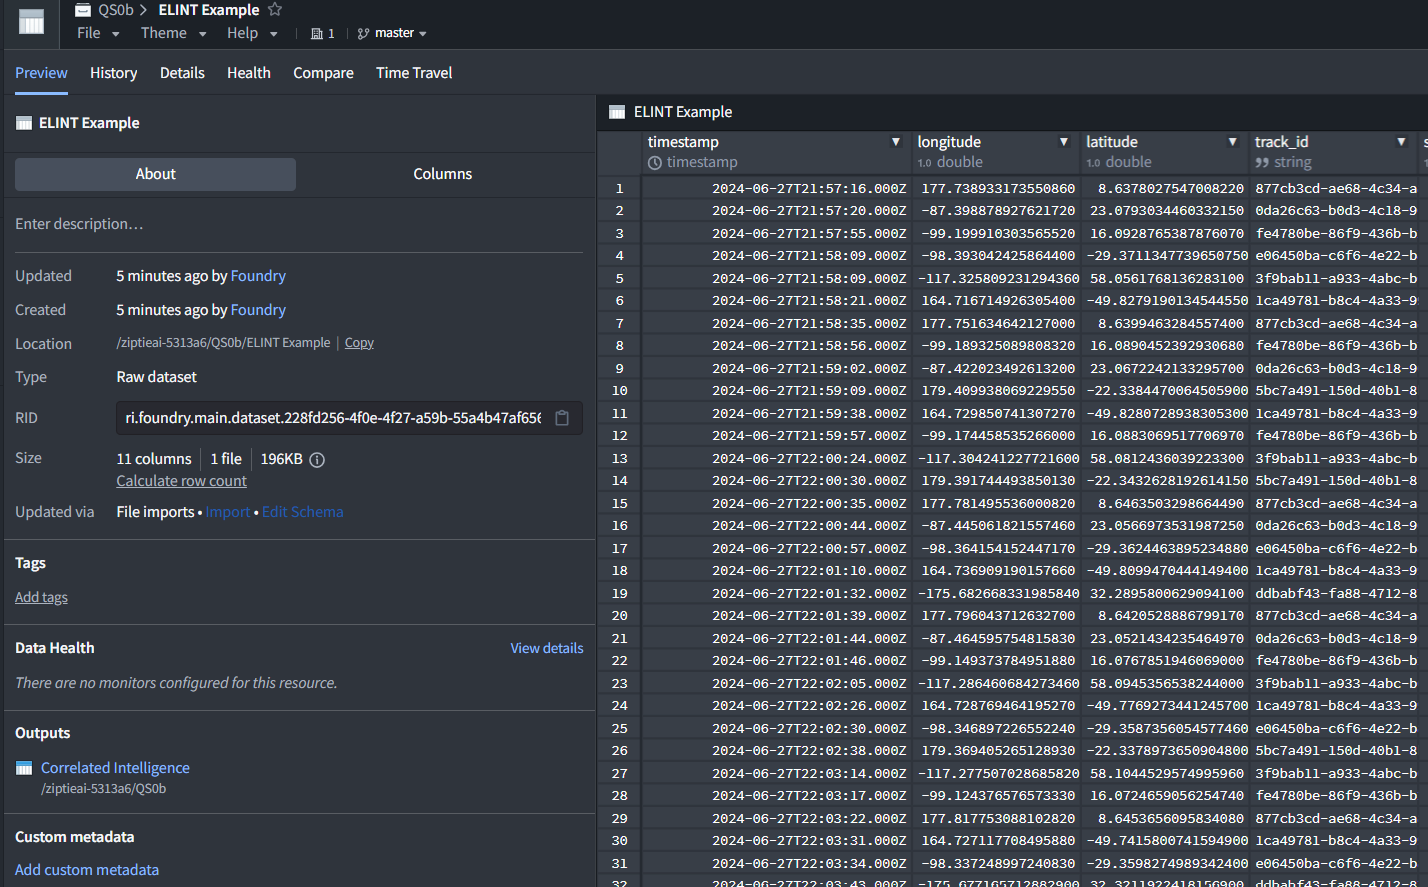 QS0b > ELINT Example
File Theme Help 1 master
Preview History Details Health Compare Time Travel
ELINT Example
About Columns
Enter description…
Updated 5 minutes ago by Foundry
Created 5 minutes ago by Foundry
Location /ziptieai-5313a6/QS0b/ELINT Example | Copy
Type Raw dataset
RID ri.foundry.main.dataset.228fd256-4f0e-4f27-a59b-55a4b47af656
Size 11 columns 1 file 196KB
Calculate row count
Updated via File imports • Import • Edit Schema
Tags
Add tags
Data Health View details
There are no monitors configured for this resource.
Outputs
Correlated Intelligence
/ziptieai-5313a6/QS0b
Custom metadata
Add custom metadata
ELINT Example
timestamp longitude latitude track_id
timestamp 1.0 double 1.0 double string
1 2024-06-27T21:57:16.000Z 177.738933173550860 8.6378027547008220 877cb3cd-ae68-4c34-a
2 2024-06-27T21:57:20.000Z -87.398878927621720 23.0793034460332150 0da26c63-b0d3-4c18-9
3 2024-06-27T21:57:55.000Z -99.199910303565520 16.0928765387876070 fe4780be-86f9-436b-b
4 2024-06-27T21:58:09.000Z -98.393042425864400 -29.3711347739650750 e06450ba-c6f6-4e22-b
5 2024-06-27T21:58:09.000Z -117.325809231294360 58.0561768136283100 3f9bab11-a933-4abc-b
6 2024-06-27T21:58:21.000Z 164.716714926305400 -49.8279190134544550 1ca49781-b8c4-4a33-9
7 2024-06-27T21:58:35.000Z 177.751634642127000 8.6399463284557400 877cb3cd-ae68-4c34-a
8 2024-06-27T21:58:56.000Z -99.189325089808320 16.0890452392930680 fe4780be-86f9-436b-b
9 2024-06-27T21:59:02.000Z -87.422023492613200 23.0672242133295700 0da26c63-b0d3-4c18-9
10 2024-06-27T21:59:09.000Z 179.409938069229550 -22.3384470064505900 5bc7a491-150d-40b1-8
11 2024-06-27T21:59:38.000Z 164.729850741307270 -49.8280728938305300 1ca49781-b8c4-4a33-9
12 2024-06-27T21:59:57.000Z -99.174458535266000 16.0883069517706970 fe4780be-86f9-436b-b
13 2024-06-27T22:00:24.000Z -117.304241227721600 58.0812436039223300 3f9bab11-a933-4abc-b
14 2024-06-27T22:00:30.000Z 179.391744493850130 -22.3432628192614150 5bc7a491-150d-40b1-8
15 2024-06-27T22:00:35.000Z 177.781495536000820 8.6463503298664490 877cb3cd-ae68-4c34-a
16 2024-06-27T22:00:44.000Z -87.445061821557460 23.0566973531987250 0da26c63-b0d3-4c18-9
17 2024-06-27T22:00:57.000Z -98.364154152447170 -29.3624463895234880 e06450ba-c6f6-4e22-b
18 2024-06-27T22:01:10.000Z 164.736909190157660 -49.8099470444149400 1ca49781-b8c4-4a33-9
19 2024-06-27T22:01:32.000Z -175.682668331985840 32.2895800629094100 ddbabf43-fa88-4712-8
20 2024-06-27T22:01:39.000Z 177.796043712632700 8.6420528886799170 877cb3cd-ae68-4c34-a
21 2024-06-27T22:01:44.000Z -87.464595754815830 23.0521434235464970 0da26c63-b0d3-4c18-9
22 2024-06-27T22:01:46.000Z -99.149373784951880 16.0767851946069000 fe4780be-86f9-436b-b
23 2024-06-27T22:02:05.000Z -117.286460684273460 58.0945356538244000 3f9bab11-a933-4abc-b
24 2024-06-27T22:02:26.000Z 164.728769464195270 -49.7769273441245700 1ca49781-b8c4-4a33-9
25 2024-06-27T22:02:30.000Z -98.346897226552240 -29.3587356054577460 e06450ba-c6f6-4e22-b
26 2024-06-27T22:02:38.000Z 179.369405265128930 -22.3378973650904800 5bc7a491-150d-40b1-8
27 2024-06-27T22:03:14.000Z -117.277507028685820 58.1044529574995960 3f9bab11-a933-4abc-b
28 2024-06-27T22:03:17.000Z -99.124376576573330 16.0724659056254740 fe4780be-86f9-436b-b
29 2024-06-27T22:03:22.000Z 177.817753088102820 8.6453656095834080 877cb3cd-ae68-4c34-a
30 2024-06-27T22:03:31.000Z 164.727117708495880 -49.7415800741594900 1ca49781-b8c4-4a33-9
31 2024-06-27T22:03:34.000Z -98.337248997240830 -29.3598274989342400 e06450ba-c6f6-4e22-b
32 2024-06-27T22:03:43.000Z -175.677165712882900 32.3211922418156900 ddbabf43-fa88-4712-8